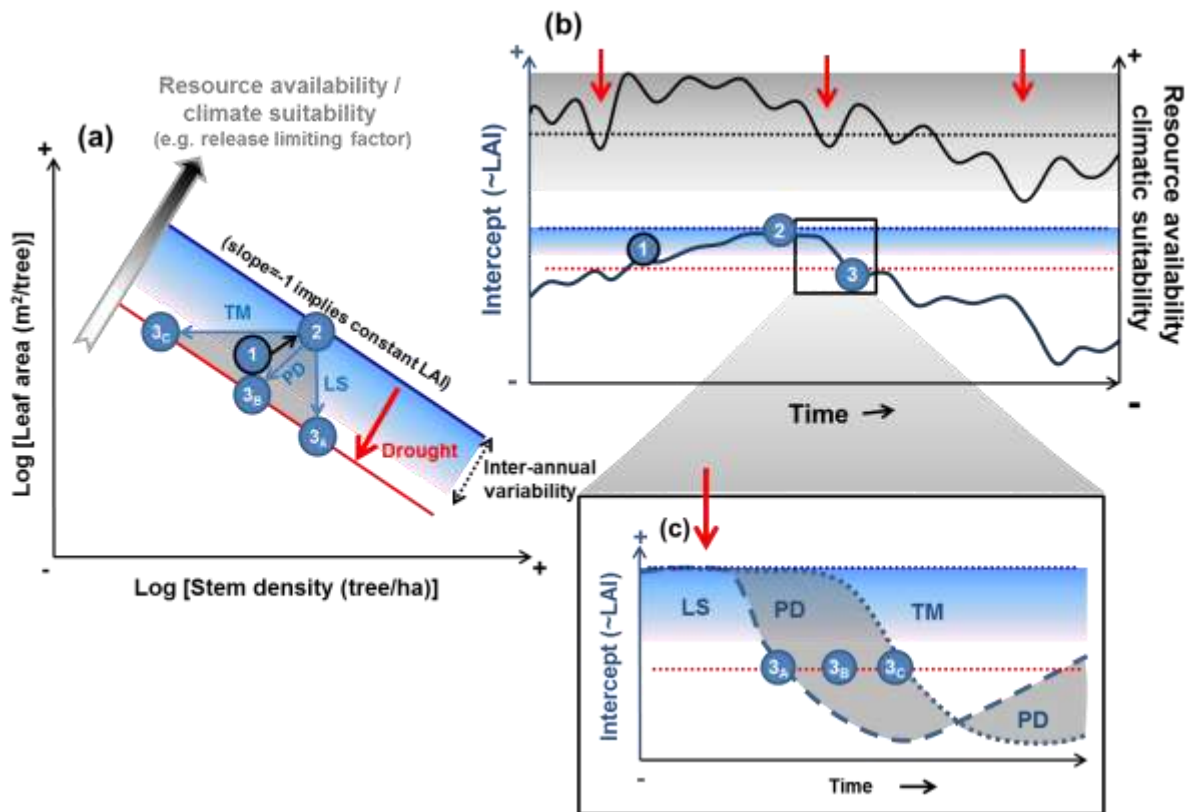 (a)
Resource availability /
climate suitability
(e.g. release limiting factor)
+
Log [Leaf area (m²/tree)]
(slope=-1 implies constant LAI)
TM
3C
1
2
PD
LS
3B
3A
Drought
Inter-annual
variability
-
Log [Stem density (tree/ha)]
+
(b)
+
+
Intercept (~LAI)
1
2
3
Resource availability
climatic suitability
-
-
Time
(c)
+
Intercept (~LAI)
LS
PD
TM
3A
3B
3C
PD
-
Time